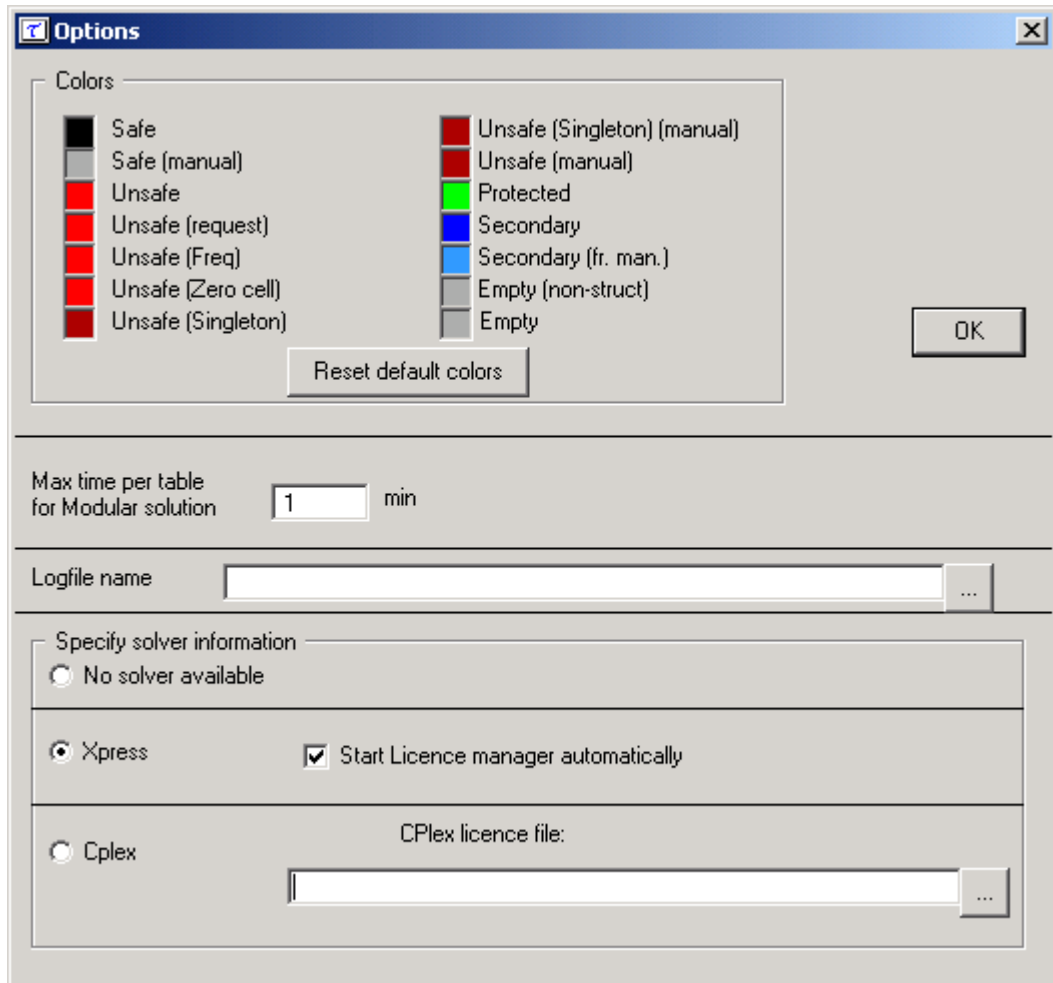 τ Options
Colors
Safe
Safe (manual)
Unsafe
Unsafe (request)
Unsafe (Freq)
Unsafe (Zero cell)
Unsafe (Singleton)
Unsafe (Singleton) (manual)
Unsafe (manual)
Protected
Secondary
Secondary (fr. man.)
Empty (non-struct)
Empty
Reset default colors
OK
Max time per table
for Modular solution
1 min
Logfile name
...
Specify solver information
No solver available
Xpress
Start Licence manager automatically
Cplex
CPlex licence file:
...